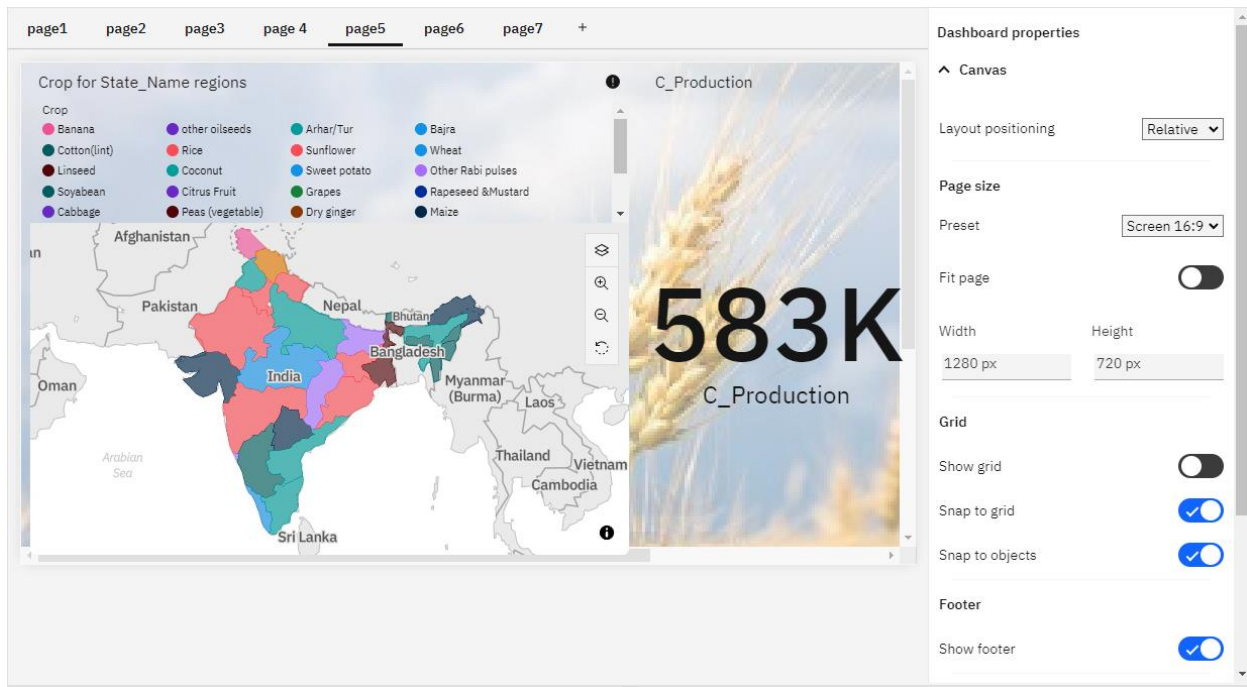 page1 page2 page3 page 4 page5 page6 page7 +
Crop for State_Name regions
Crop
Banana other oilseeds Arhar/Tur Bajra
Cotton(lint) Rice Sunflower Wheat
Linseed Coconut Sweet potato Other Rabi pulses
Soyabean Citrus Fruit Grapes Rapeseed &Mustard
Cabbage Peas (vegetable) Dry ginger Maize
Afghanistan
an
Pakistan
Nepal
Bhutan
Bangladesh
India
Oman
Myanmar
(Burma)
Laos
Arabian
Sea
Thailand
Vietnam
Cambodia
Sri Lanka
C_Production
583K
C_Production
Dashboard properties
Canvas
Layout positioning Relative
Page size
Preset Screen 16:9
Fit page
Width Height
1280 px 720 px
Grid
Show grid
Snap to grid
Snap to objects
Footer
Show footer